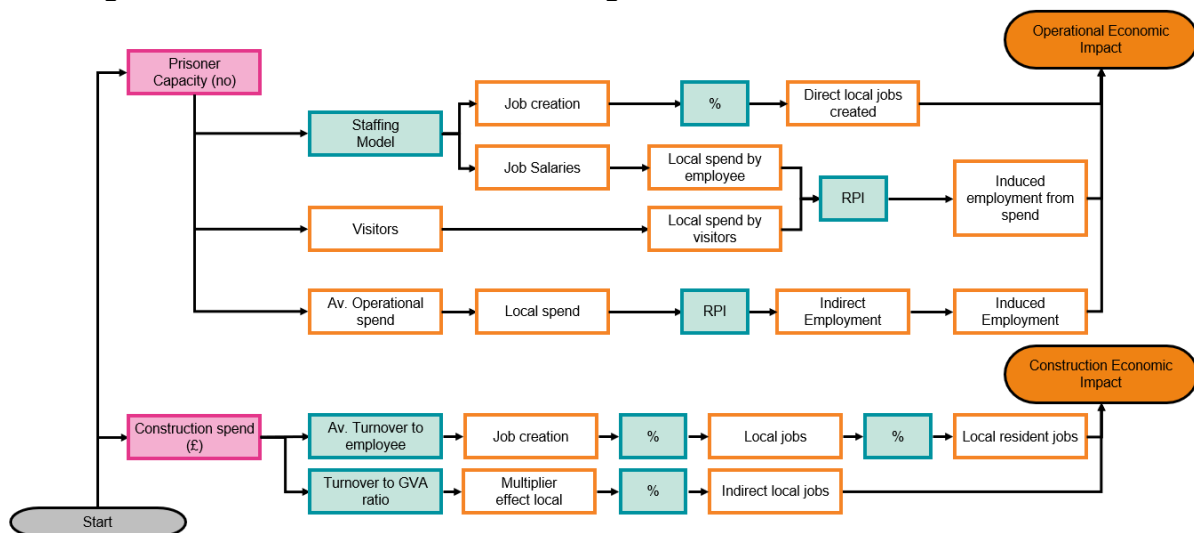 Operational Economic
Impact
Prisoner
Capacity (no)
Job creation
%
Direct local jobs
created
Staffing
Model
Job Salaries
Local spend by
employee
RPI
Induced
employment from
spend
Visitors
Local spend by
visitors
Av. Operational
spend
Local spend
RPI
Indirect
Employment
Induced
Employment
Construction Economic
Impact
Construction spend
(£)
Av. Turnover to
employee
Job creation
%
Local jobs
%
Local resident jobs
Turnover to GVA
ratio
Multiplier
effect local
%
Indirect local jobs
Start